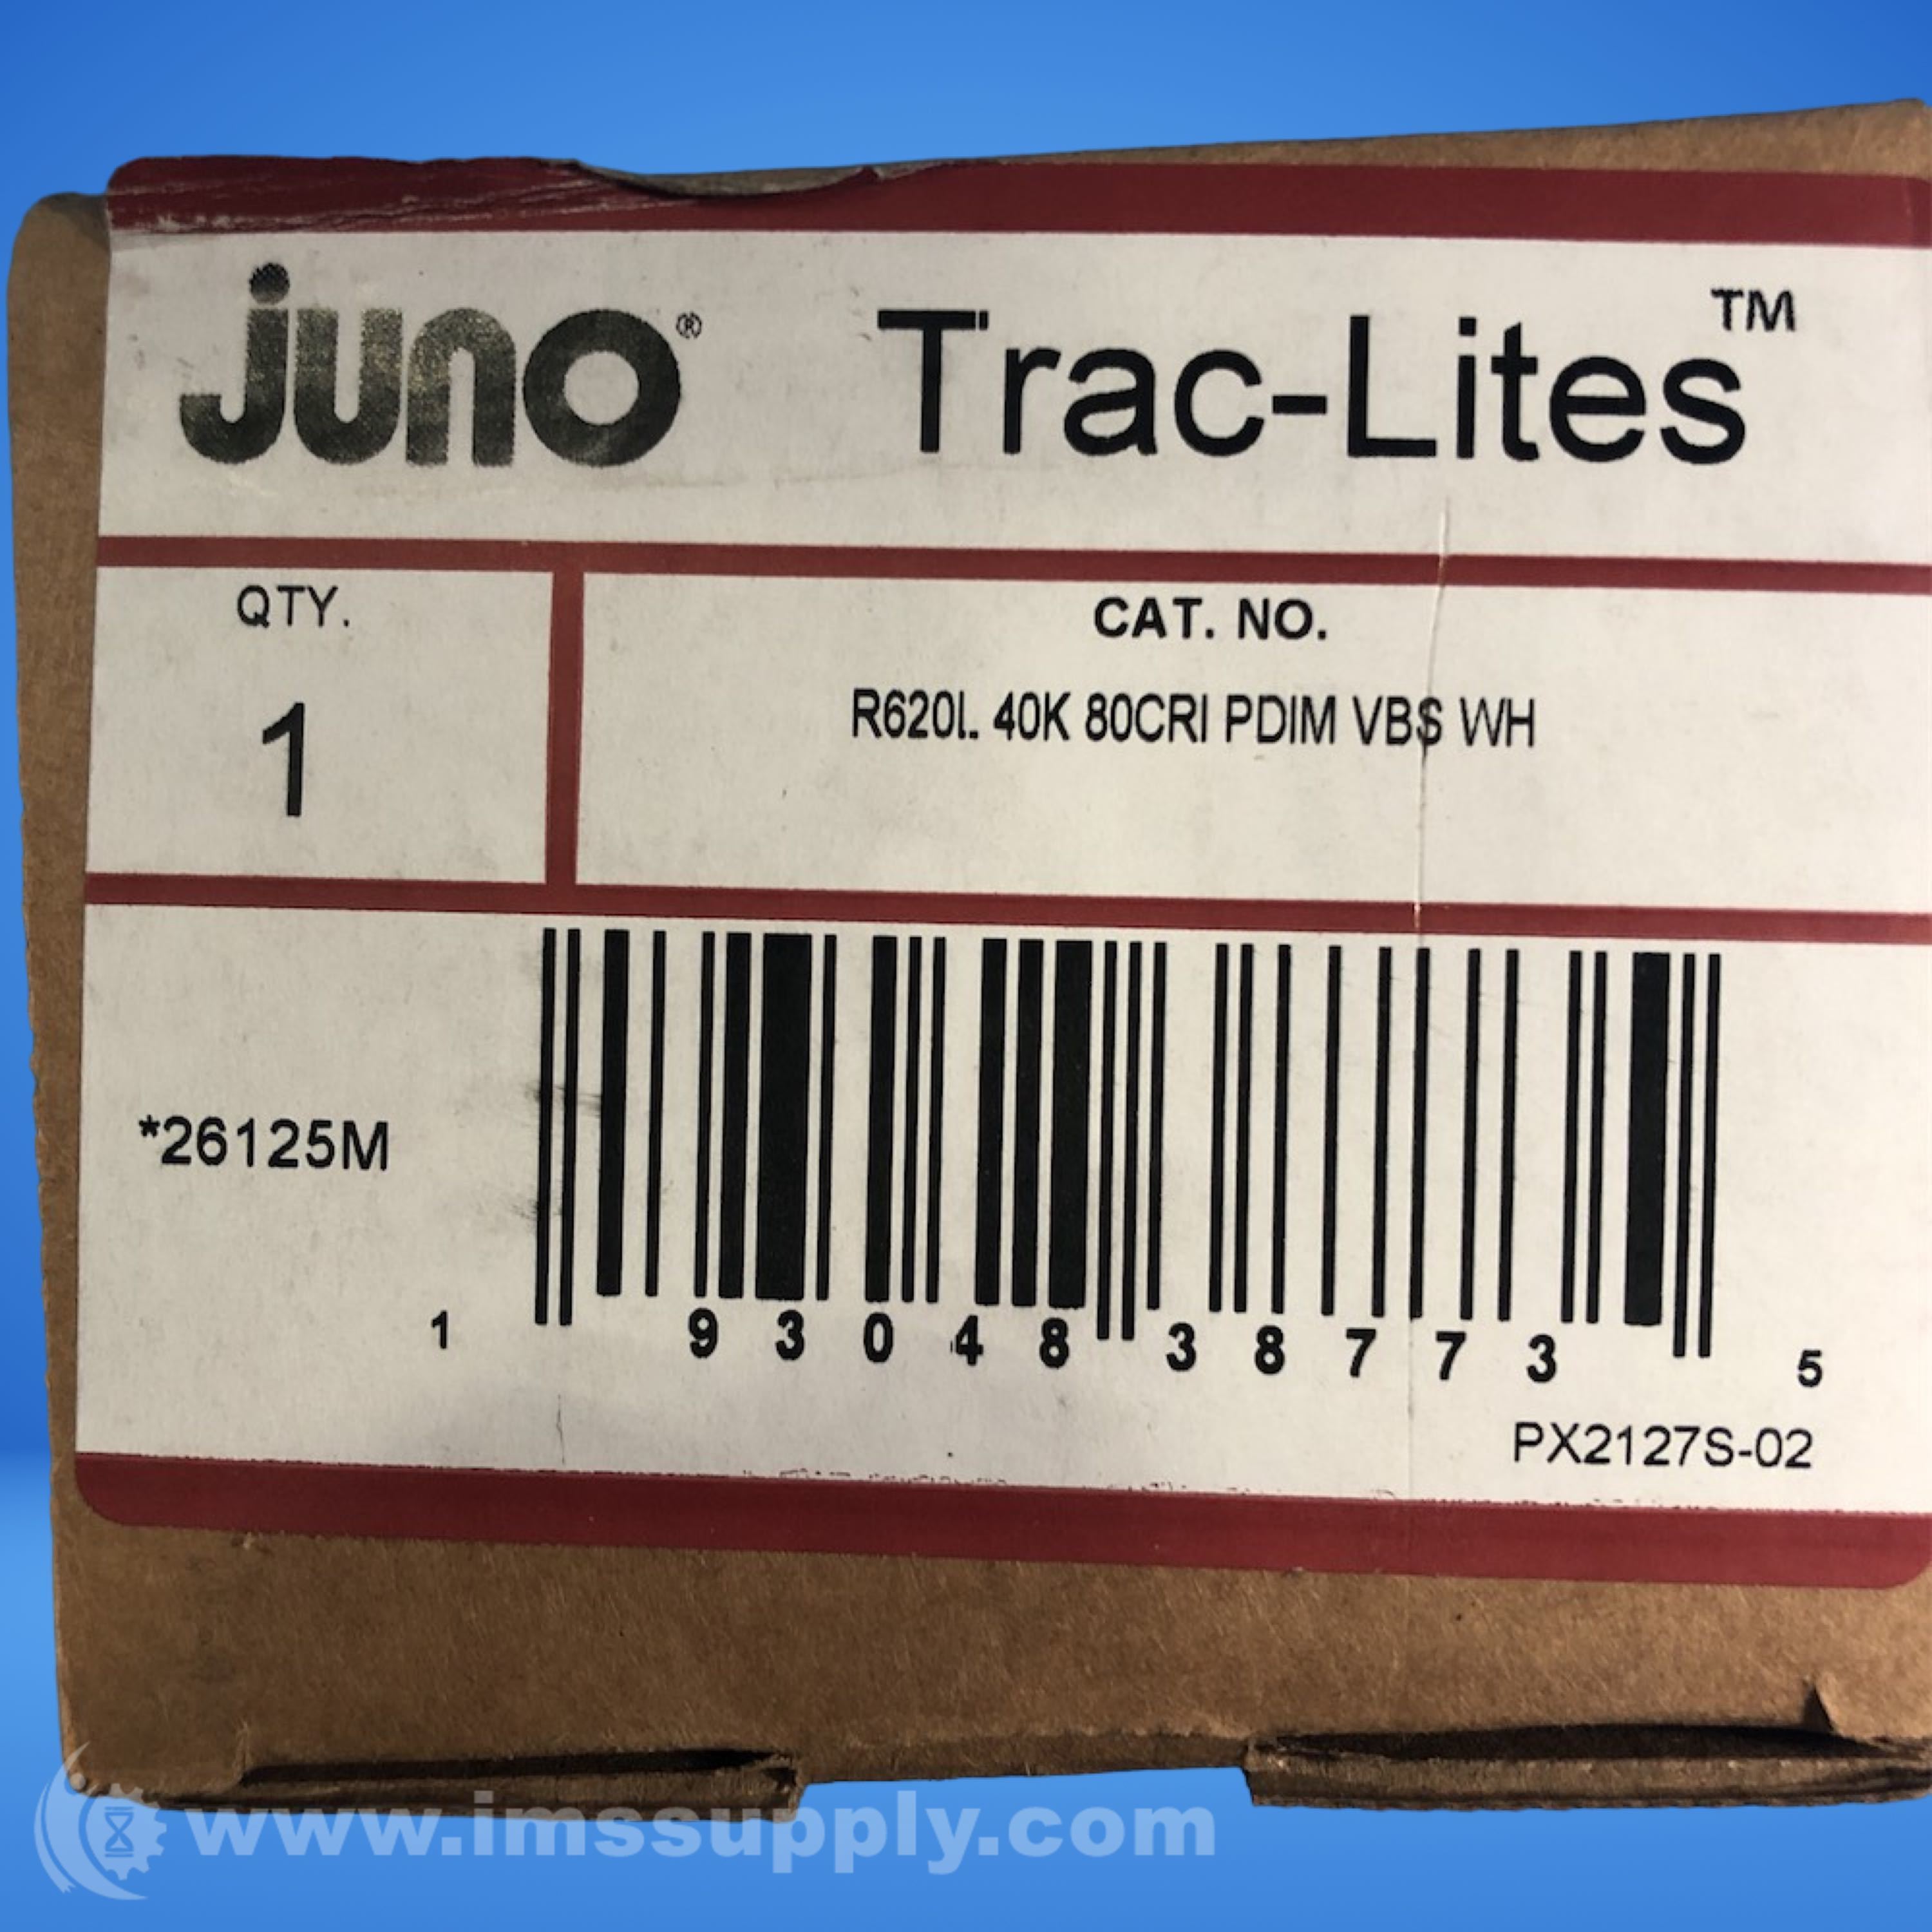 juno® Trac-Lites™
QTY.
1
CAT. NO.
R620L 40K 80CRI PDIM VBS WH
*26125M
1 93048 38773 5
PX2127S-02
www.imssupply.com